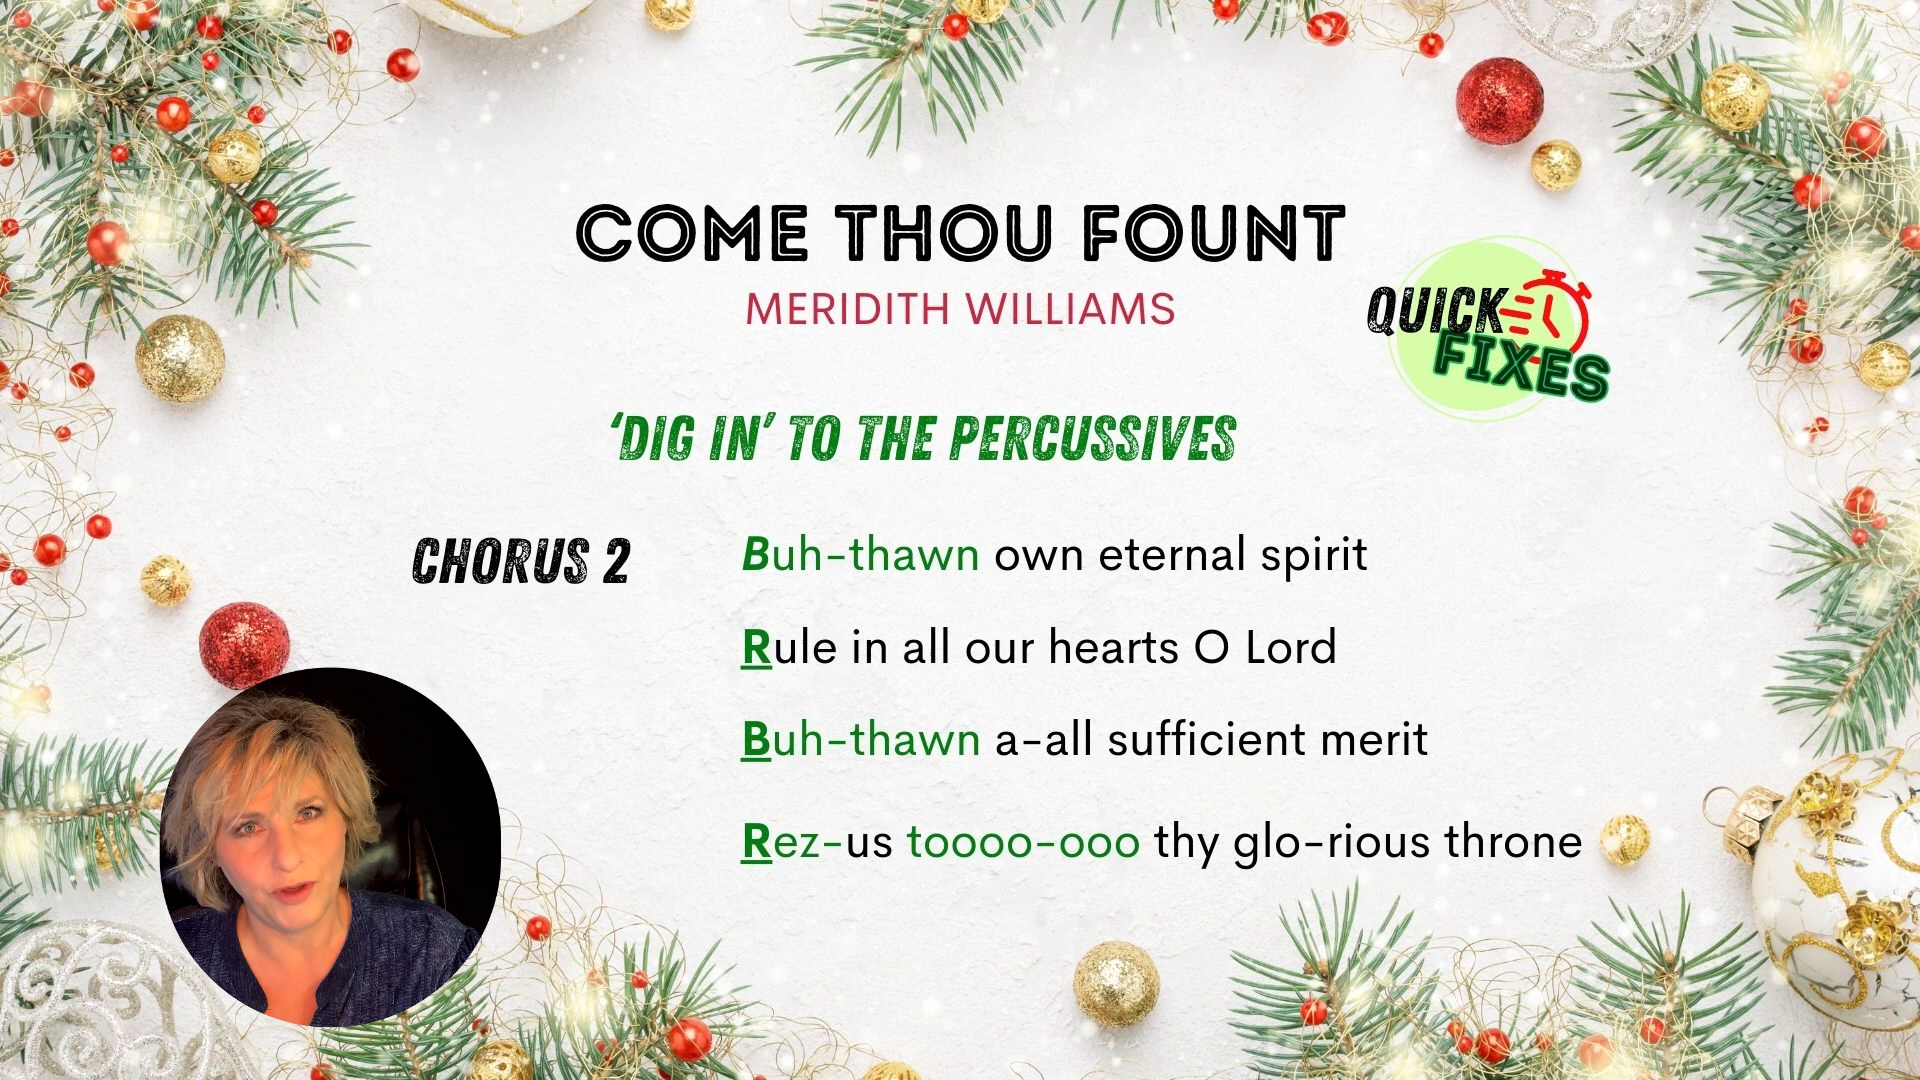 COME THOU FOUNT
MERIDITH WILLIAMS
QUICK
FIXES
‘DIG IN’ TO THE PERCUSSIVES
CHORUS 2
Buh-thawn own eternal spirit
Rule in all our hearts O Lord
Buh-thawn a-all sufficient merit
Rez-us toooo-ooo thy glo-rious throne